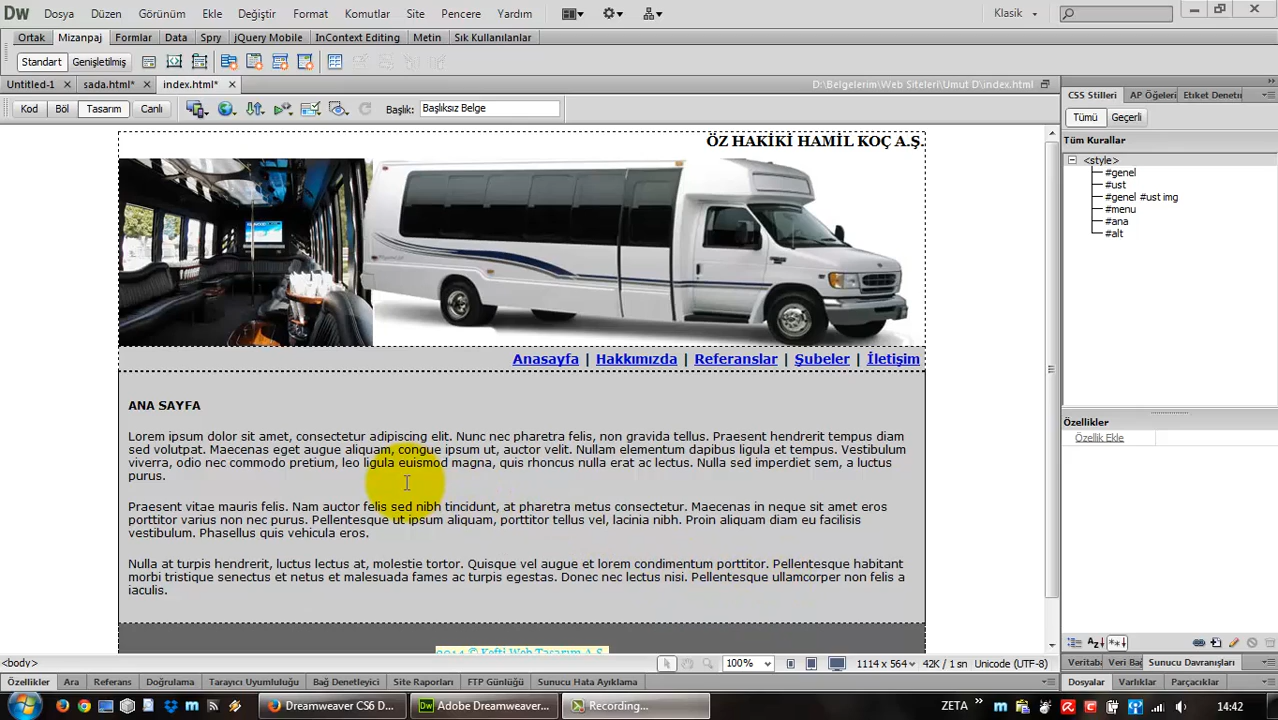 Dw Dosya Düzen Görünüm Ekle Değiştir Format Komutlar Site Pencere Yardım Klasik
Ortak Mizanpaj Formlar Data Spry jQuery Mobile InContext Editing Metin Sık Kullanılanlar
Standart Genişletilmiş
Untitled-1 sada.html* index.html* D:\Belgelerim\Web Siteleri\Umut D\index.html
Kod Böl Tasarım Canlı Başlık: Başlıksız Belge
CSS Stilleri AP Öğeleri Etiket Denetimi
Tümü Geçerli
Tüm Kurallar
<style>
#genel
#ust
#genel #ust img
#menu
#ana
#alt
Özellikler
Özellik Ekle
ÖZ HAKİKİ HAMİL KOÇ A.Ş.
Anasayfa | Hakkımızda | Referanslar | Şubeler | İletişim
ANA SAYFA
Lorem ipsum dolor sit amet, consectetur adipiscing elit. Nunc nec pharetra felis, non gravida tellus. Praesent hendrerit tempus diam
sed volutpat. Maecenas eget augue aliquam, congue ipsum ut, auctor velit. Nullam elementum dapibus ligula et tempus. Vestibulum
viverra, odio nec commodo pretium, leo ligula euismod magna, quis rhoncus nulla erat ac lectus. Nulla sed imperdiet sem, a luctus
purus.
Praesent vitae mauris felis. Nam auctor felis sed nibh tincidunt, at pharetra metus consectetur. Maecenas in neque sit amet eros
porttitor varius non nec purus. Pellentesque ut ipsum aliquam, porttitor tellus vel, lacinia nibh. Proin aliquam diam eu facilisis
vestibulum. Phasellus quis vehicula eros.
Nulla at turpis hendrerit, luctus lectus at, molestie tortor. Quisque vel augue et lorem condimentum porttitor. Pellentesque habitant
morbi tristique senectus et netus et malesuada fames ac turpis egestas. Donec nec lectus nisi. Pellentesque ullamcorper non felis a
iaculis.
2014 © Kefti Web Tasarım A.Ş.
<body> 100% 1114 x 564 42K / 1 sn Unicode (UTF-8)
Veritaba Veri Bağ Sunucu Davranışları
Özellikler Ara Referans Doğrulama Tarayıcı Uyumluluğu Bağ Denetleyici Site Raporları FTP Günlüğü Sunucu Hata Ayıklama
Dosyalar Varlıklar Parçacıklar
Dreamweaver CS6 D... Adobe Dreamweaver... Recording... ZETA 14:42